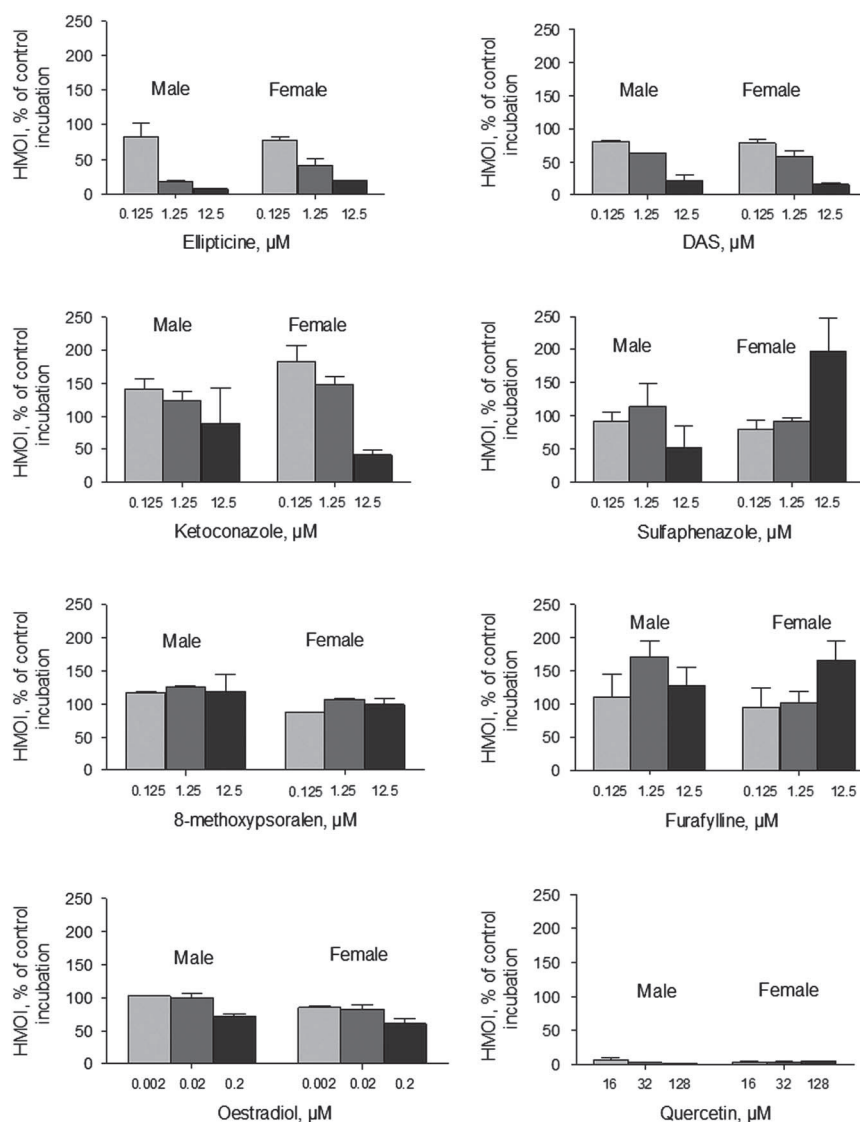 HMOI, % of control
incubation
250
200
150
100
50
0
Male
Female
0.125 1.25 12.5
0.125 1.25 12.5
Ellipticine, µM
HMOI, % of control
incubation
250
200
150
100
50
0
Male
Female
0.125 1.25 12.5
0.125 1.25 12.5
DAS, µM
HMOI, % of control
incubation
250
200
150
100
50
0
Male
Female
0.125 1.25 12.5
0.125 1.25 12.5
Ketoconazole, µM
HMOI, % of control
incubation
250
200
150
100
50
0
Male
Female
0.125 1.25 12.5
0.125 1.25 12.5
Sulfaphenazole, µM
HMOI, % of control
incubation
250
200
150
100
50
0
Male
Female
0.125 1.25 12.5
0.125 1.25 12.5
8-methoxypsoralen, µM
HMOI, % of control
incubation
250
200
150
100
50
0
Male
Female
0.125 1.25 12.5
0.125 1.25 12.5
Furafylline, µM
HMOI, % of control
incubation
250
200
150
100
50
0
Male
Female
0.002 0.02 0.2
0.002 0.02 0.2
Oestradiol, µM
HMOI, % of control
incubation
250
200
150
100
50
0
Male
Female
16 32 128
16 32 128
Quercetin, µM